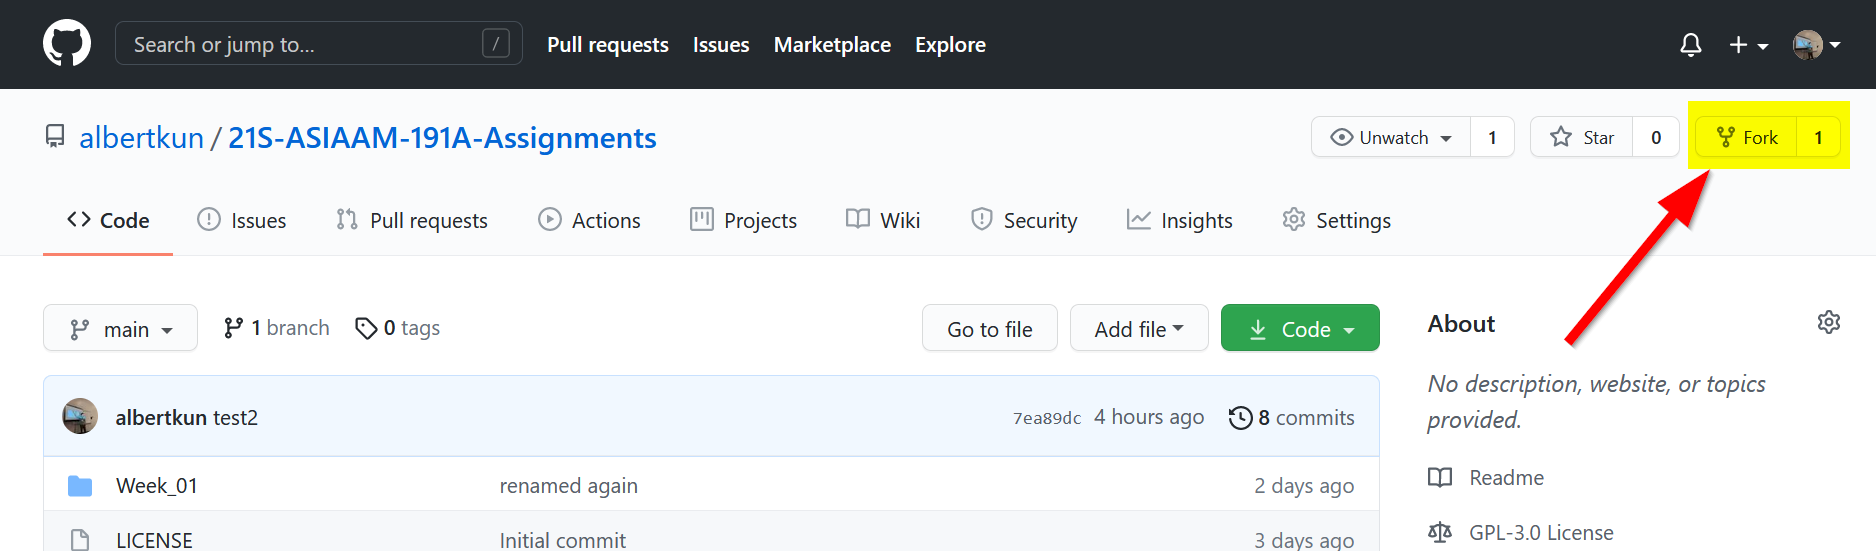 Search or jump to... / Pull requests Issues Marketplace Explore
albertkun / 21S-ASIAAM-191A-Assignments Unwatch 1 Star 0 Fork 1
Code Issues Pull requests Actions Projects Wiki Security Insights Settings
main 1 branch 0 tags Go to file Add file Code About
No description, website, or topics
provided.
albertkun test2 7ea89dc 4 hours ago 8 commits
Readme
Week_01 renamed again 2 days ago
GPL-3.0 License
LICENSE Initial commit 3 days ago